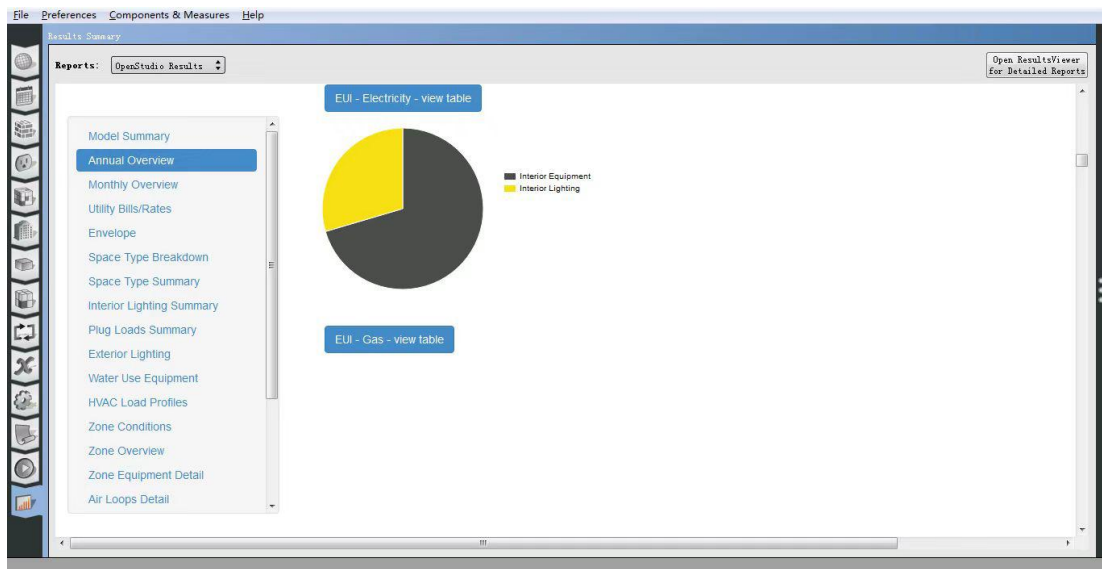 File Preferences Components & Measures Help
Results Summary
Reports: OpenStudio Results
Open ResultsViewer
for Detailed Reports
EUI - Electricity - view table
Model Summary
Annual Overview
Monthly Overview
Utility Bills/Rates
Envelope
Space Type Breakdown
Space Type Summary
Interior Lighting Summary
Plug Loads Summary
Exterior Lighting
Water Use Equipment
HVAC Load Profiles
Zone Conditions
Zone Overview
Zone Equipment Detail
Air Loops Detail
Interior Equipment
Interior Lighting
EUI - Gas - view table